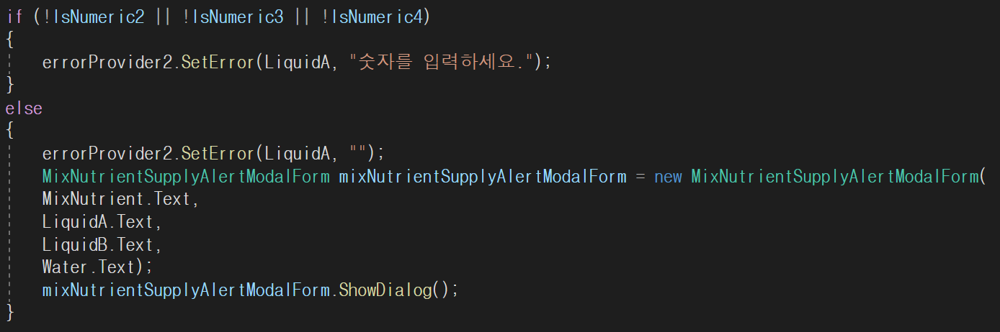 if (!IsNumeric2 || !IsNumeric3 || !IsNumeric4)
{
errorProvider2.SetError(LiquidA, "숫자를 입력하세요.");
}
else
{
errorProvider2.SetError(LiquidA, "");
MixNutrientSupplyAlertModalForm mixNutrientSupplyAlertModalForm = new MixNutrientSupplyAlertModalForm(
MixNutrient.Text,
LiquidA.Text,
LiquidB.Text,
Water.Text);
mixNutrientSupplyAlertModalForm.ShowDialog();
}